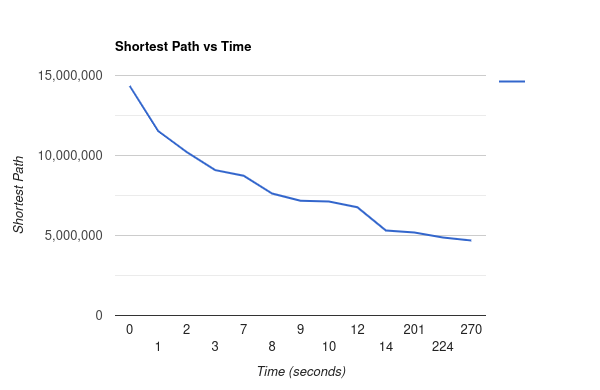 Shortest Path vs Time
15,000,000
10,000,000
5,000,000
0
Shortest Path
0 2 7 9 12 201 270
1 3 8 10 14 224
Time (seconds)